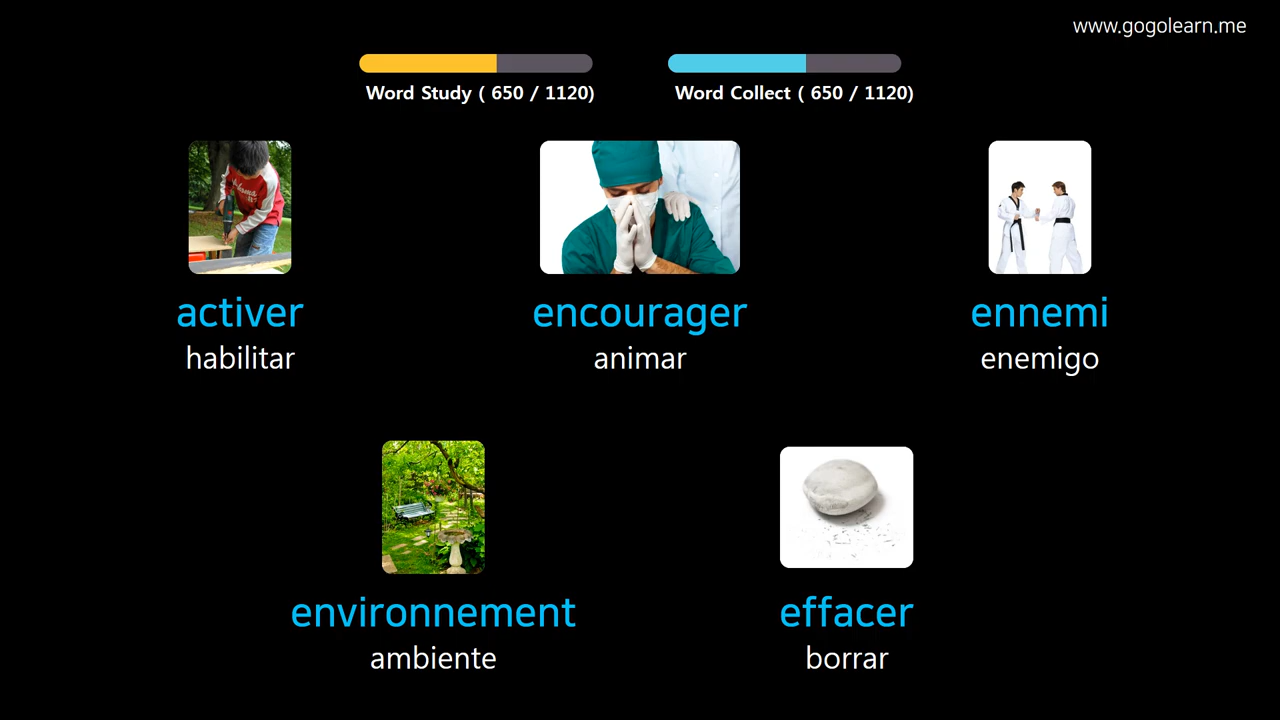 www.gogolearn.me
Word Study ( 650 / 1120)
Word Collect ( 650 / 1120)
activer
habilitar
encourager
animar
ennemi
enemigo
environnement
ambiente
effacer
borrar